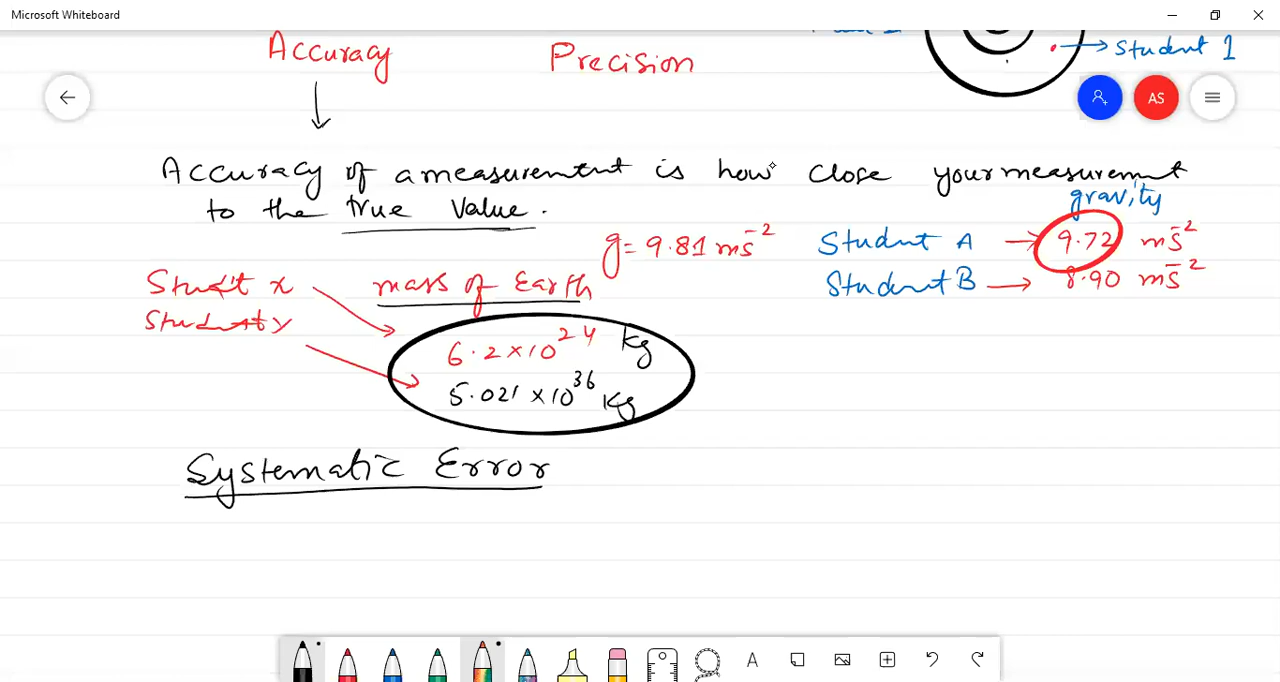 Microsoft Whiteboard
Accuracy Precision
Student 1
AS
Accuracy of a measurement is how close your measurement
to the true value.
gravity
g = 9.81 ms⁻²
Student A → 9.72 ms⁻²
Student B → 8.90 ms⁻²
Student x mass of Earth
Student y
6.2 × 10²⁴ kg
5.021 × 10³⁶ Kg
Systematic Error
A